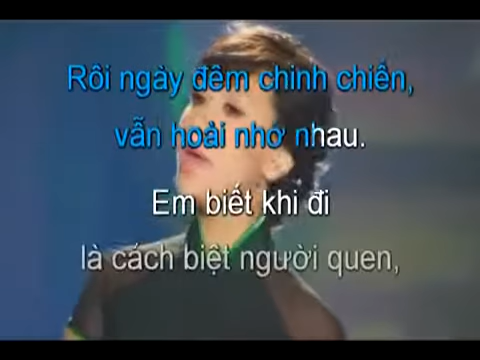 Rồi ngày đêm chinh chiến,
vẫn hoài nhớ nhau.
Em biết khi đi
là cách biệt người quen,